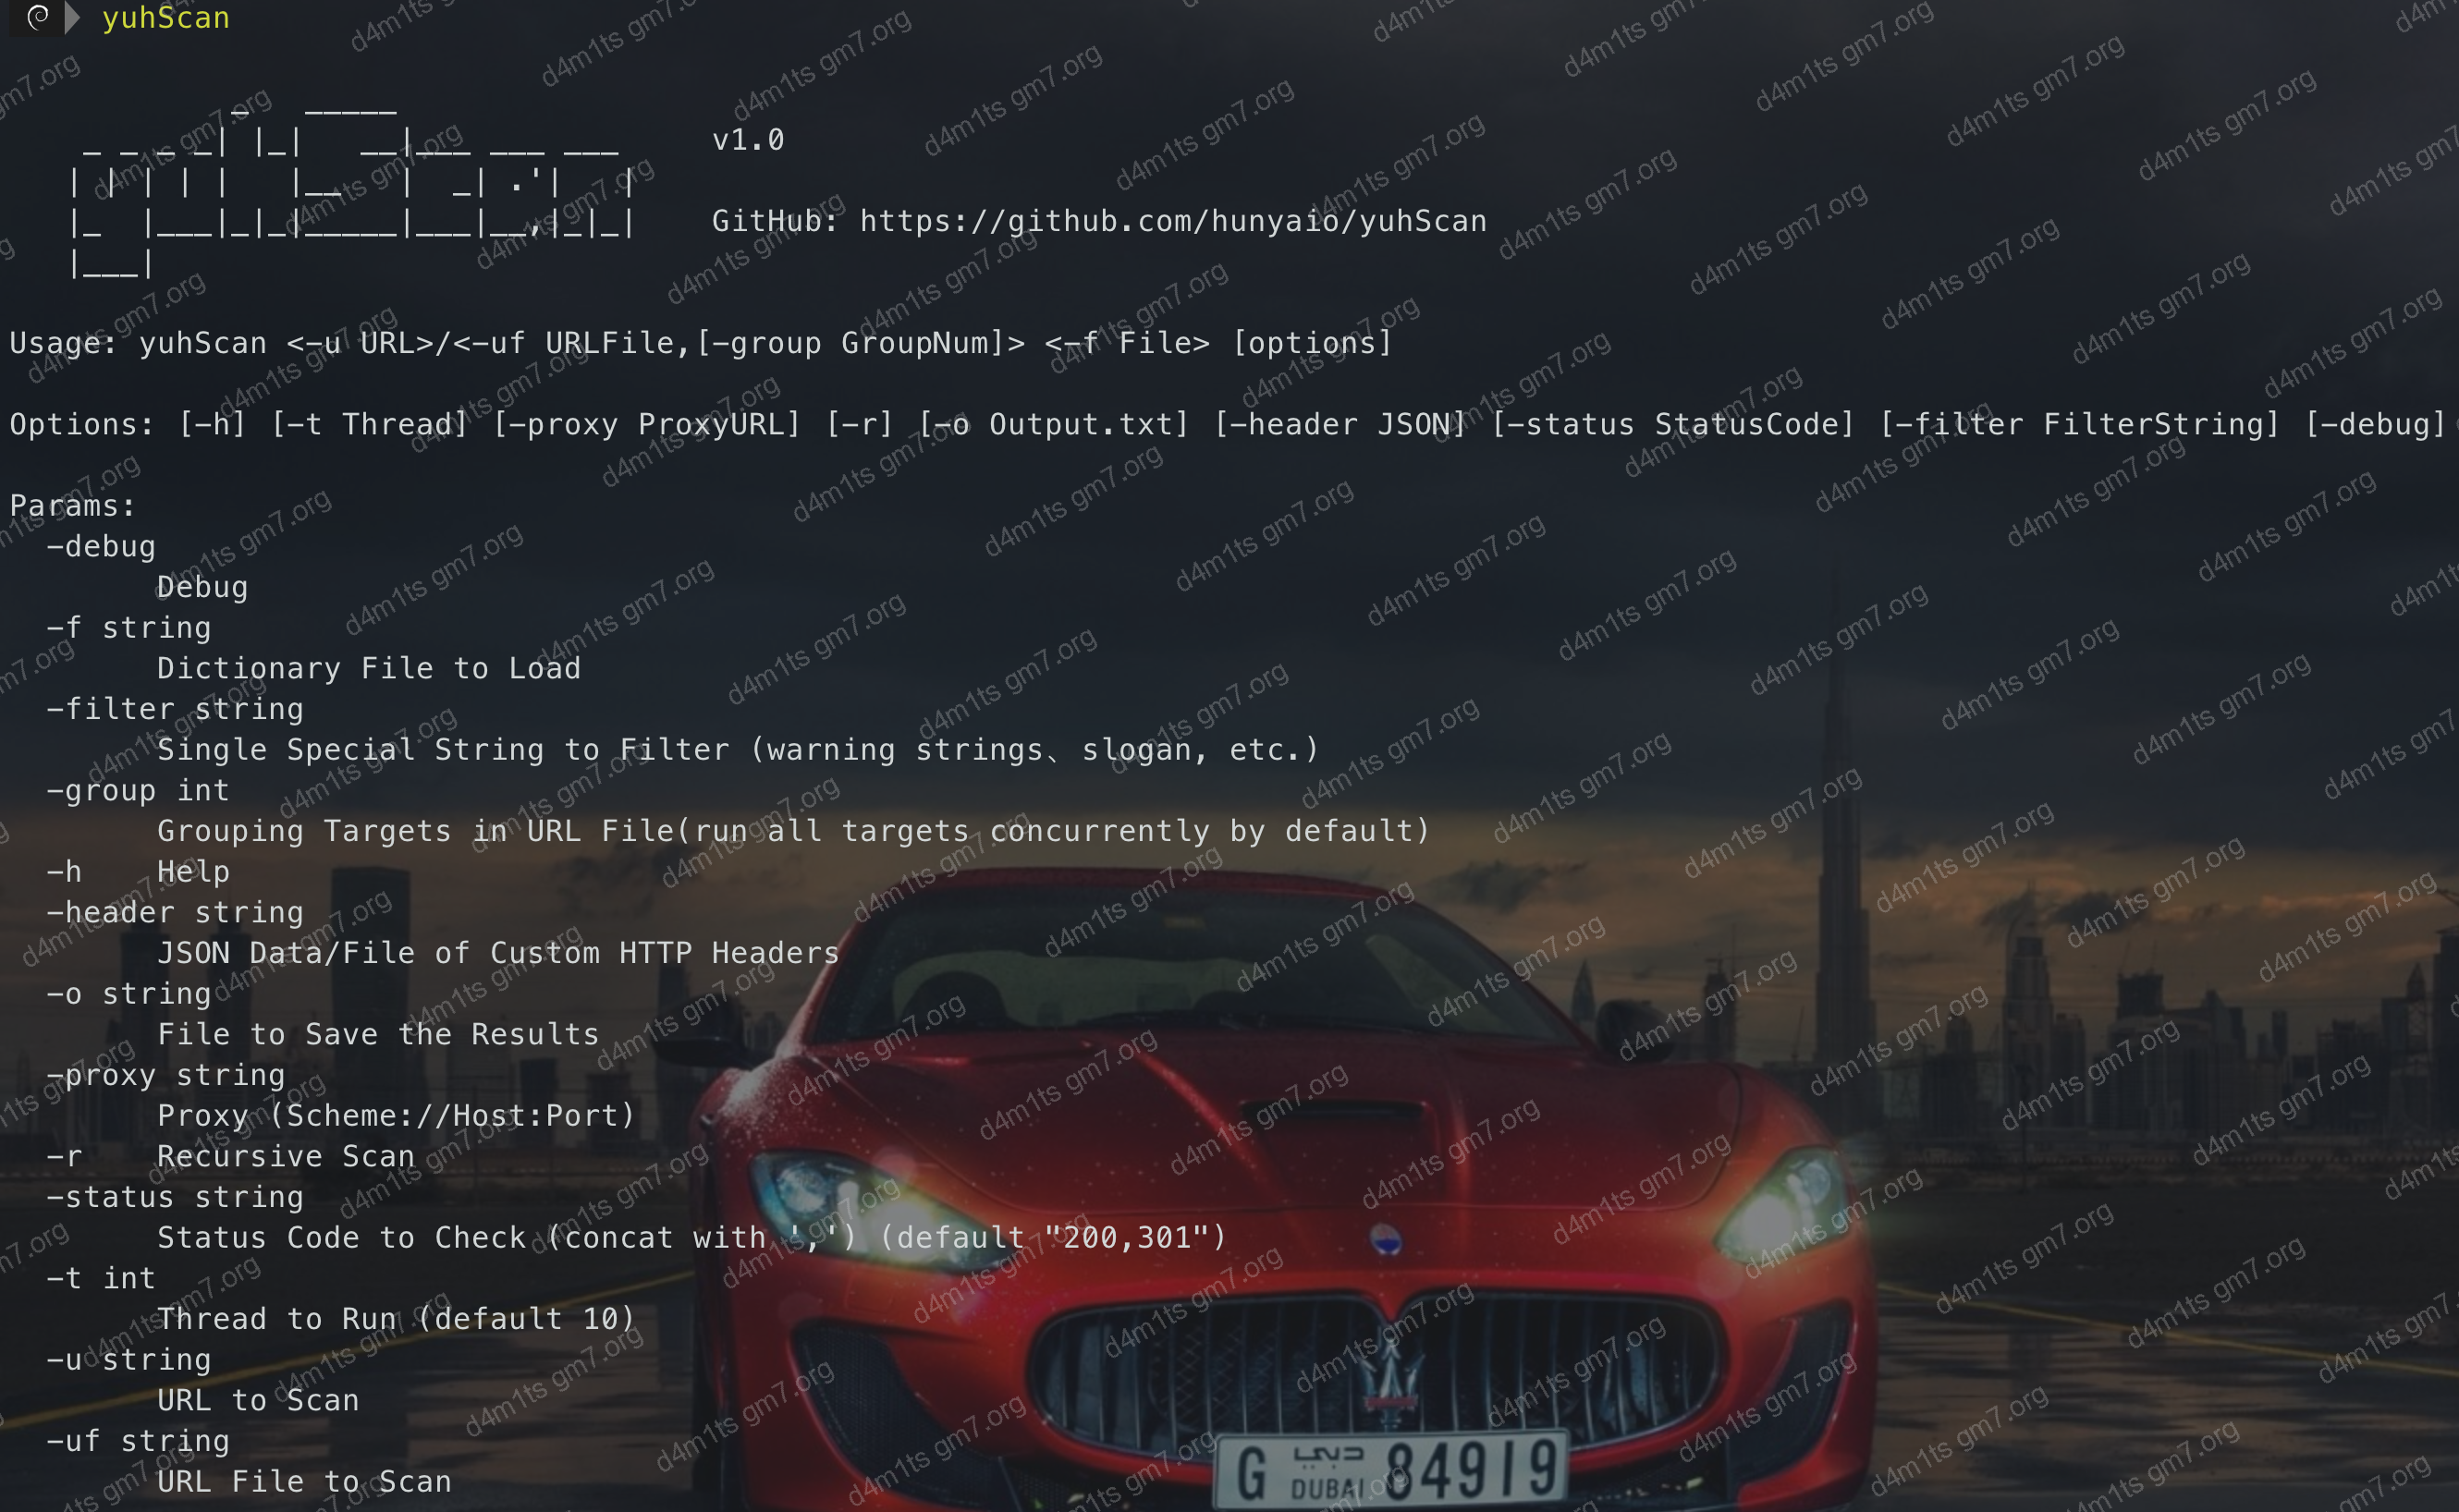 yuhScan
v1.0
GitHub: https://github.com/hunyaio/yuhScan
Usage: yuhScan <-u URL>/<-uf URLFile,[-group GroupNum]> <-f File> [options]
Options: [-h] [-t Thread] [-proxy ProxyURL] [-r] [-o Output.txt] [-header JSON] [-status StatusCode] [-filter FilterString] [-debug]
Params:
-debug
Debug
-f string
Dictionary File to Load
-filter string
Single Special String to Filter (warning strings、slogan, etc.)
-group int
Grouping Targets in URL File(run all targets concurrently by default)
-h Help
-header string
JSON Data/File of Custom HTTP Headers
-o string
File to Save the Results
-proxy string
Proxy (Scheme://Host:Port)
-r Recursive Scan
-status string
Status Code to Check (concat with ',') (default "200,301")
-t int
Thread to Run (default 10)
-u string
URL to Scan
-uf string
URL File to Scan
G دبي DUBAI 84919
d4m1ts gm7.org